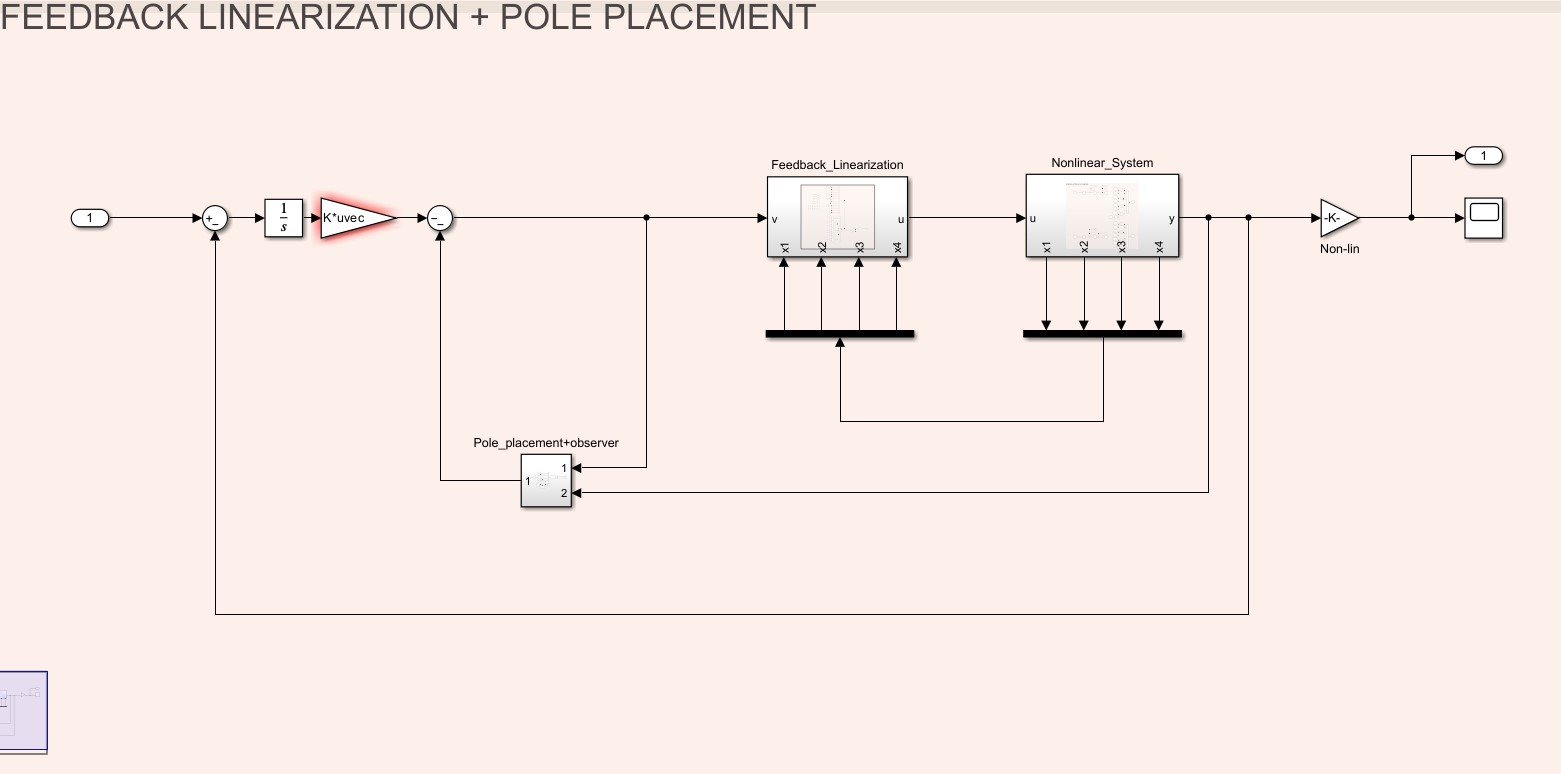 FEEDBACK LINEARIZATION + POLE PLACEMENT
Feedback_Linearization
Nonlinear_System
1
1
+
−
1
s
K*uvec
−
−
v
u
x1
x2
x3
x4
u
y
x1
x2
x3
x4
-K-
Non-lin
Pole_placement+observer
1
1
2